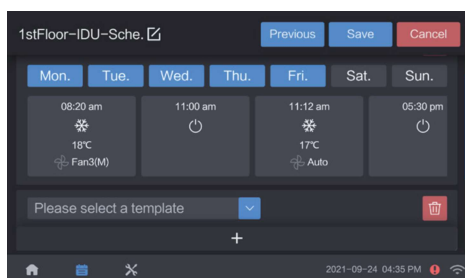 1stFloor-IDU-Sche. Previous Save Cancel
Mon. Tue. Wed. Thu. Fri. Sat. Sun.
08:20 am 11:00 am 11:12 am 05:30 pm
18℃ 17℃
Fan3(M) Auto
Please select a template
+
2021-09-24 04:35 PM